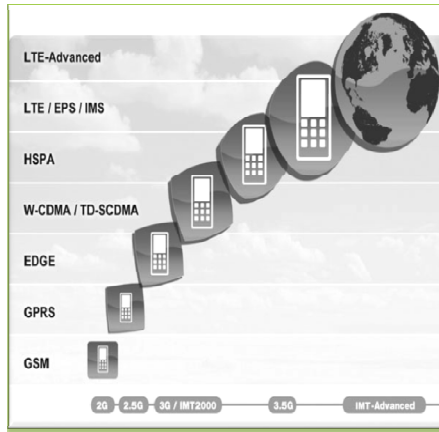 LTE-Advanced
LTE / EPS / IMS
HSPA
W-CDMA / TD-SCDMA
EDGE
GPRS
GSM
2G 2.5G 3G / IMT2000 3.5G IMT-Advanced